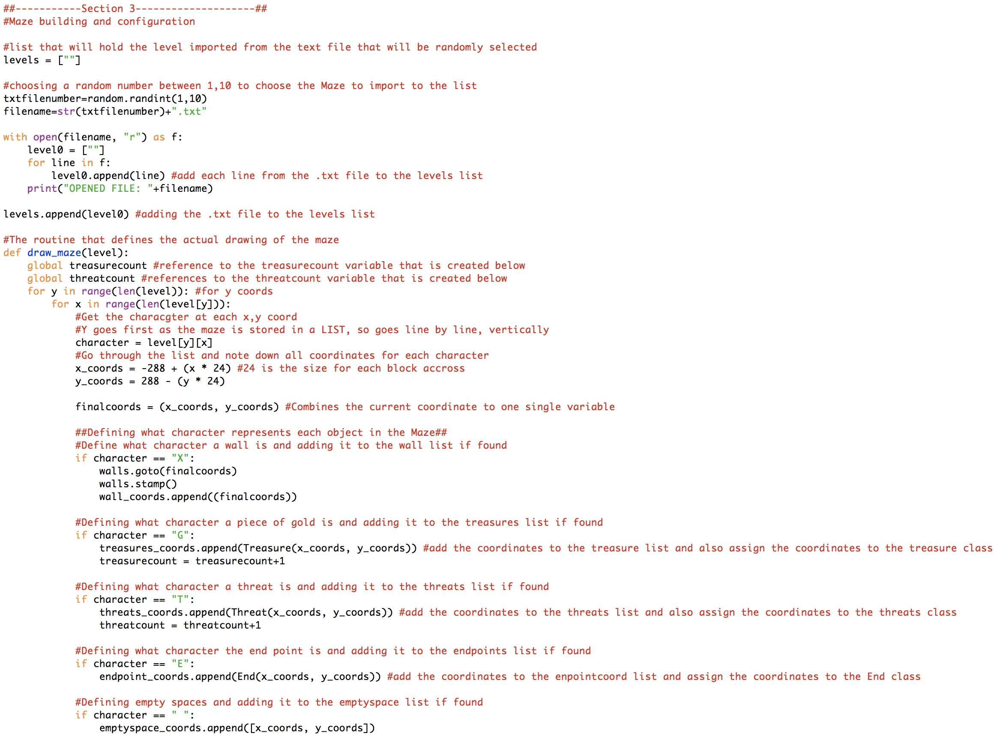 ##-----------Section 3--------------------##
#Maze building and configuration

#list that will hold the level imported from the text file that will be randomly selected
levels = [""]

#choosing a random number between 1,10 to choose the Maze to import to the list
txtfilenumber=random.randint(1,10)
filename=str(txtfilenumber)+".txt"

with open(filename, "r") as f:
    level0 = [""]
    for line in f:
        level0.append(line) #add each line from the .txt file to the levels list
    print("OPENED FILE: "+filename)

levels.append(level0) #adding the .txt file to the levels list

#The routine that defines the actual drawing of the maze
def draw_maze(level):
    global treasurecount #reference to the treasurecount variable that is created below
    global threatcount #references to the threatcount variable that is created below
    for y in range(len(level)): #for y coords
        for x in range(len(level[y])):
            #Get the characgter at each x,y coord
            #Y goes first as the maze is stored in a LIST, so goes line by line, vertically
            character = level[y][x]
            #Go through the list and note down all coordinates for each character
            x_coords = -288 + (x * 24) #24 is the size for each block accross
            y_coords = 288 - (y * 24)

            finalcoords = (x_coords, y_coords) #Combines the current coordinate to one single variable

            ##Defining what character represents each object in the Maze##
            #Define what character a wall is and adding it to the wall list if found
            if character == "X":
                walls.goto(finalcoords)
                walls.stamp()
                wall_coords.append((finalcoords))

            #Defining what character a piece of gold is and adding it to the treasures list if found
            if character == "G":
                treasures_coords.append(Treasure(x_coords, y_coords)) #add the coordinates to the treasure list and also assign the coordinates to the treasure class
                treasurecount = treasurecount+1

            #Defining what character a threat is and adding it to the threats list if found
            if character == "T":
                threats_coords.append(Threat(x_coords, y_coords)) #add the coordinates to the threats list and also assign the coordinates to the threats class
                threatcount = threatcount+1

            #Defining what character the end point is and adding it to the endpoints list if found
            if character == "E":
                endpoint_coords.append(End(x_coords, y_coords)) #add the coordinates to the enpointcoord list and assign the coordinates to the End class

            #Defining empty spaces and adding it to the emptyspace list if found
            if character == " ":
                emptyspace_coords.append([x_coords, y_coords])